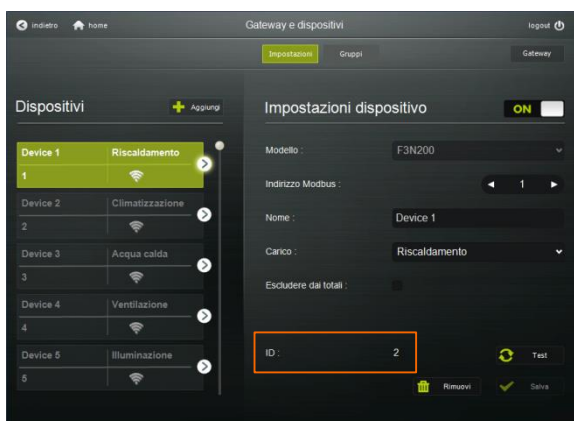 indietro home Gateway e dispositivi logout
Impostazioni Gruppi Gateway
Dispositivi Aggiungi
Device 1 Riscaldamento
1
Device 2 Climatizzazione
2
Device 3 Acqua calda
3
Device 4 Ventilazione
4
Device 5 Illuminazione
5
Impostazioni dispositivo ON
Modello : F3N200
Indirizzo Modbus : 1
Nome : Device 1
Carico : Riscaldamento
Escludere dai totali :
ID : 2 Test
Rimuovi Salva